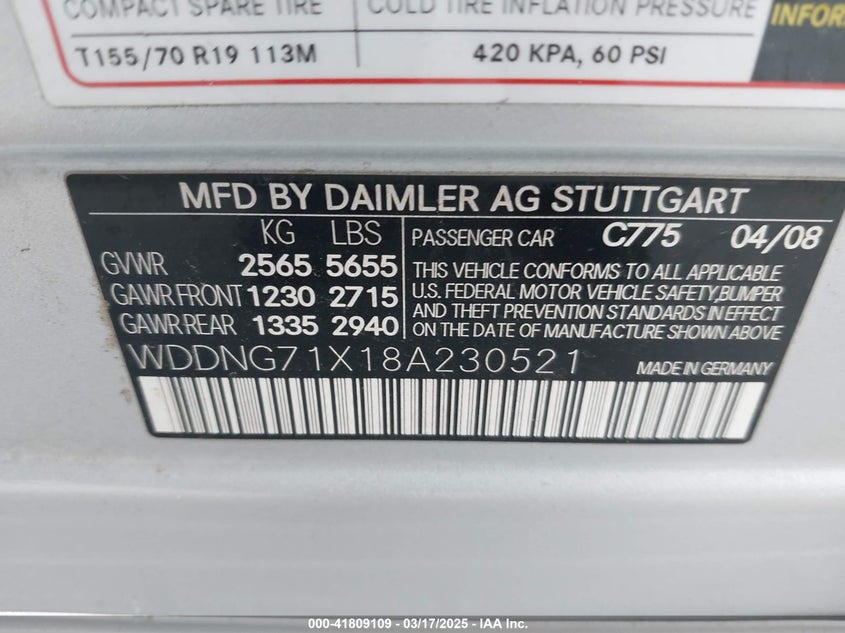 COMPACT SPARE TIRE COLD TIRE INFLATION PRESSURE
INFOR
T155/70 R19 113M 420 KPA, 60 PSI
MFD BY DAIMLER AG STUTTGART
KG LBS PASSENGER CAR C775 04/08
GVWR 2565 5655 THIS VEHICLE CONFORMS TO ALL APPLICABLE
GAWR FRONT 1230 2715 U.S. FEDERAL MOTOR VEHICLE SAFETY,BUMPER
AND THEFT PREVENTION STANDARDS IN EFFECT
GAWR REAR 1335 2940 ON THE DATE OF MANUFACTURE SHOWN ABOVE.
WDDNG71X18A230521 MADE IN GERMANY
000-41809109 - 03/17/2025 - IAA Inc.